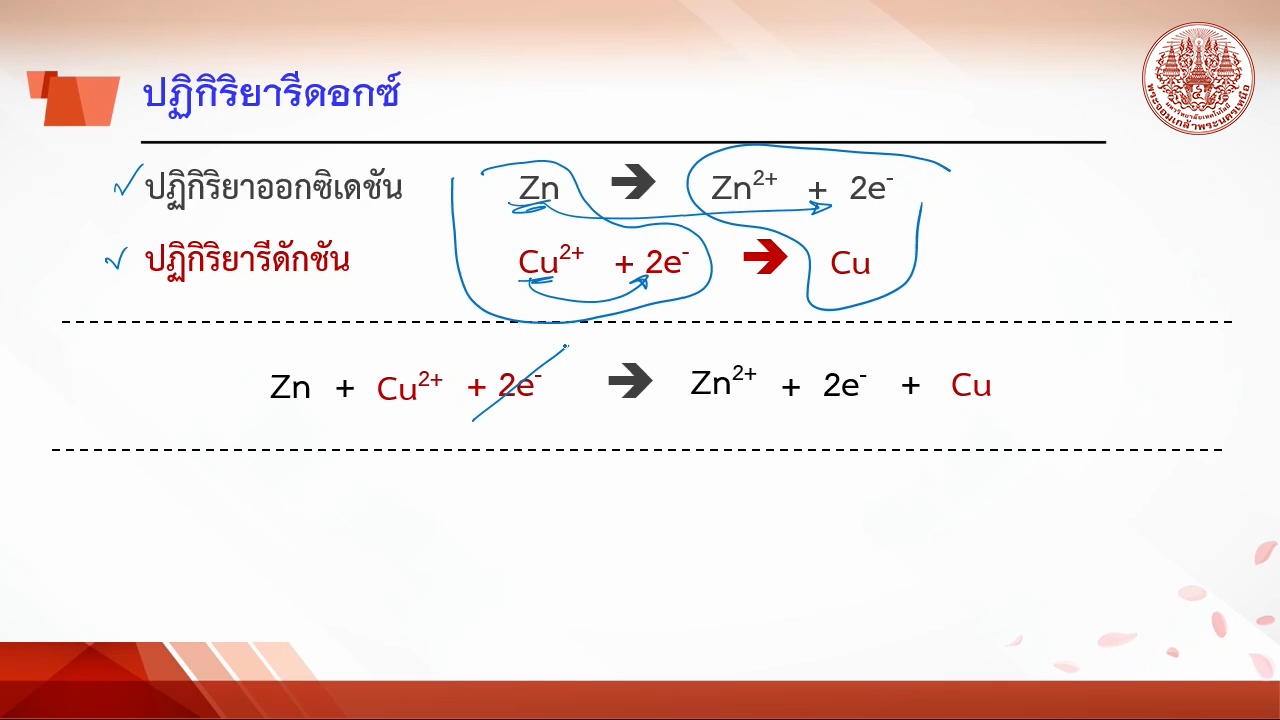 ปฏิกิริยารีดอกซ์
ปฏิกิริยาออกซิเดชัน Zn → Zn²⁺ + 2e⁻
ปฏิกิริยารีดักชัน Cu²⁺ + 2e⁻ → Cu
Zn + Cu²⁺ + 2e⁻ → Zn²⁺ + 2e⁻ + Cu